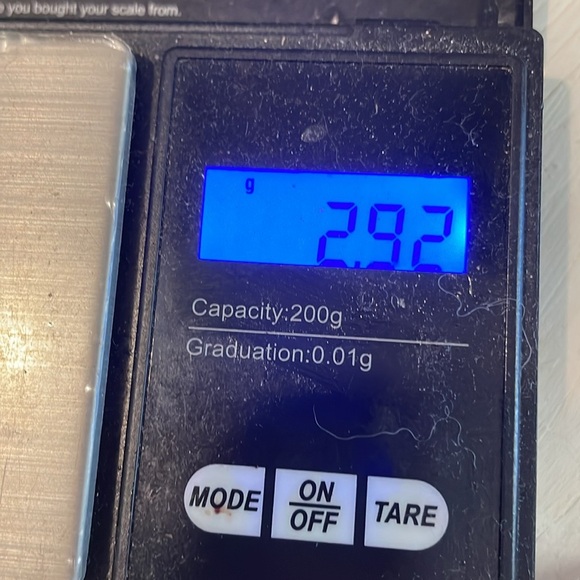 you bought your scale from.
g
2.92
Capacity:200g
Graduation:0.01g
MODE
ON
OFF
TARE